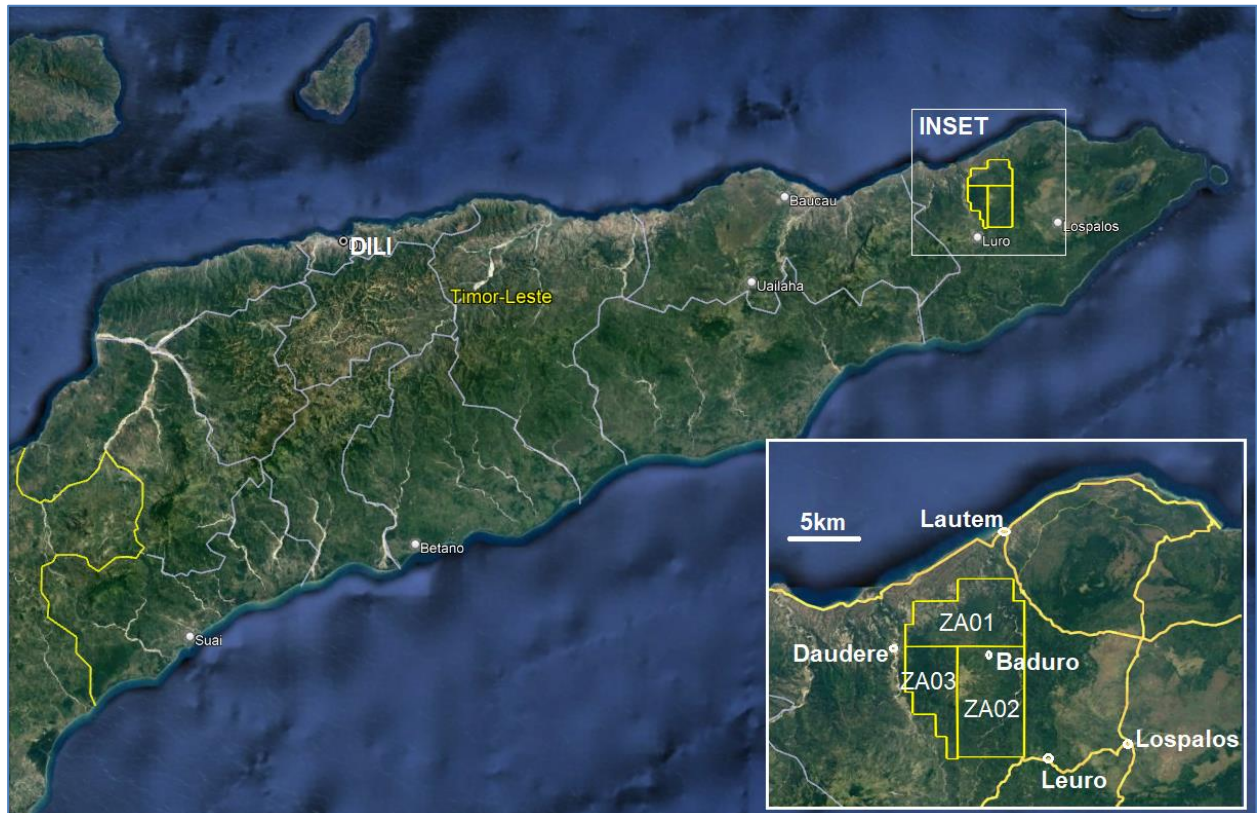 INSET
Baucau
Lospalos
Luro
DILI
Uailaha
Timor-Leste
Betano
Suai
5km
Lautem
ZA01
Daudere
Baduro
ZA03
ZA02
Lospalos
Leuro